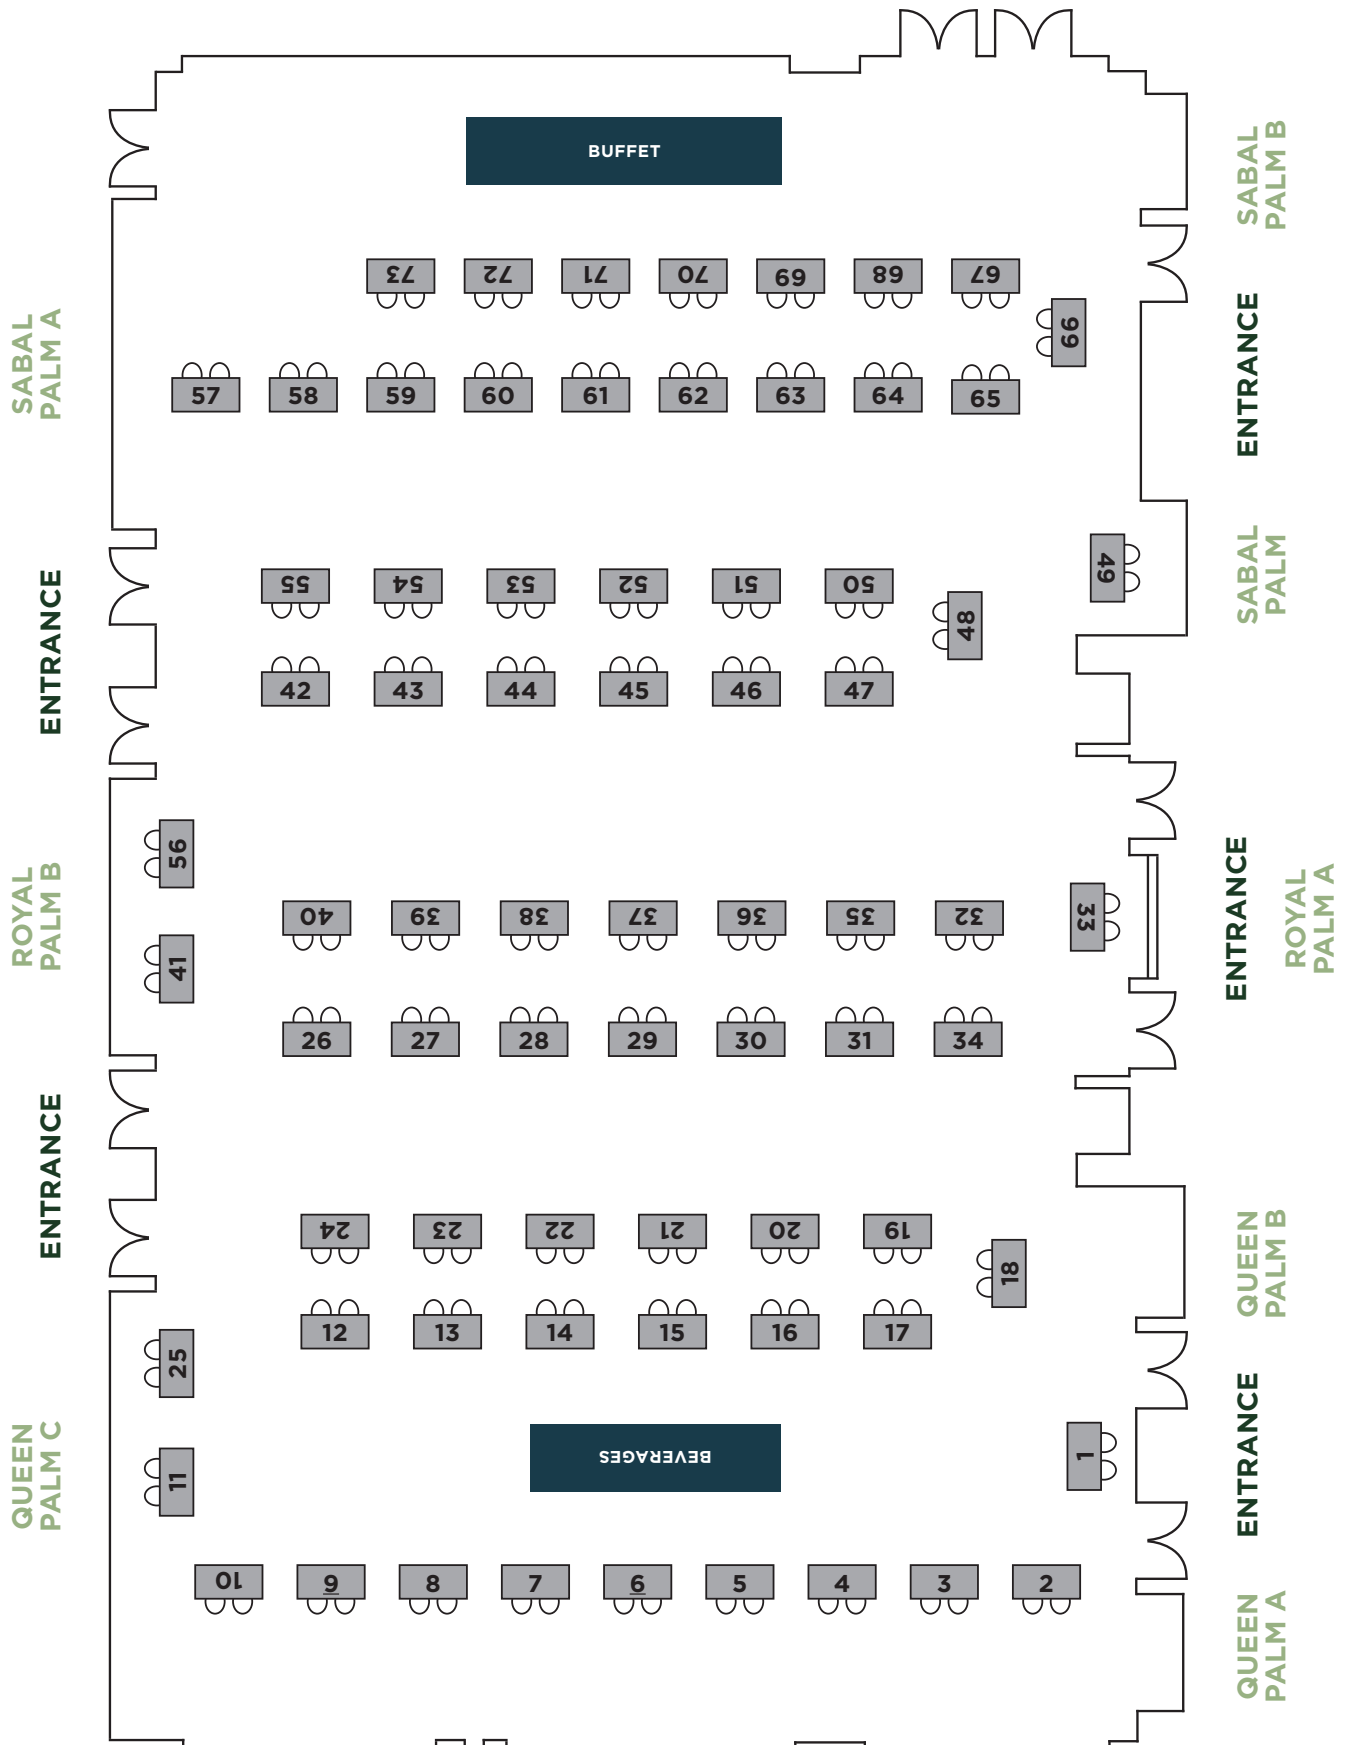 BUFFET
SABAL
PALM B
73 72 71 70 69 68 67
66
ENTRANCE
SABAL
PALM A
57 58 59 60 61 62 63 64 65
SABAL
PALM
49
55 54 53 52 51 50
48
ENTRANCE
42 43 44 45 46 47
56
ROYAL
PALM B
41
40 39 38 37 36 35 32
33
ENTRANCE
ROYAL
PALM A
26 27 28 29 30 31 34
ENTRANCE
24 23 22 21 20 19
18
QUEEN
PALM B
12 13 14 15 16 17
25
BEVERAGES
1
ENTRANCE
QUEEN
PALM C
11
10 9 8 7 6 5 4 3 2
QUEEN
PALM A